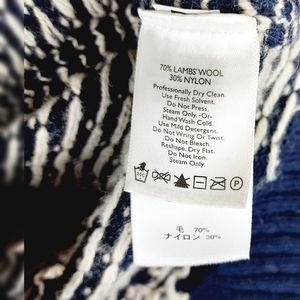 70% LAMBS' WOOL
30% NYLON
Professionally Dry Clean.
Use Fresh Solvent.
Do Not Press.
Steam Only. -Or-
Hand Wash Cold.
Use Mild Detergent.
Do Not Wring Or Twist.
Do Not Bleach
Reshape, Dry Flat.
Do Not Iron.
Steam Only.
P
毛 70%
ナイロン 30%